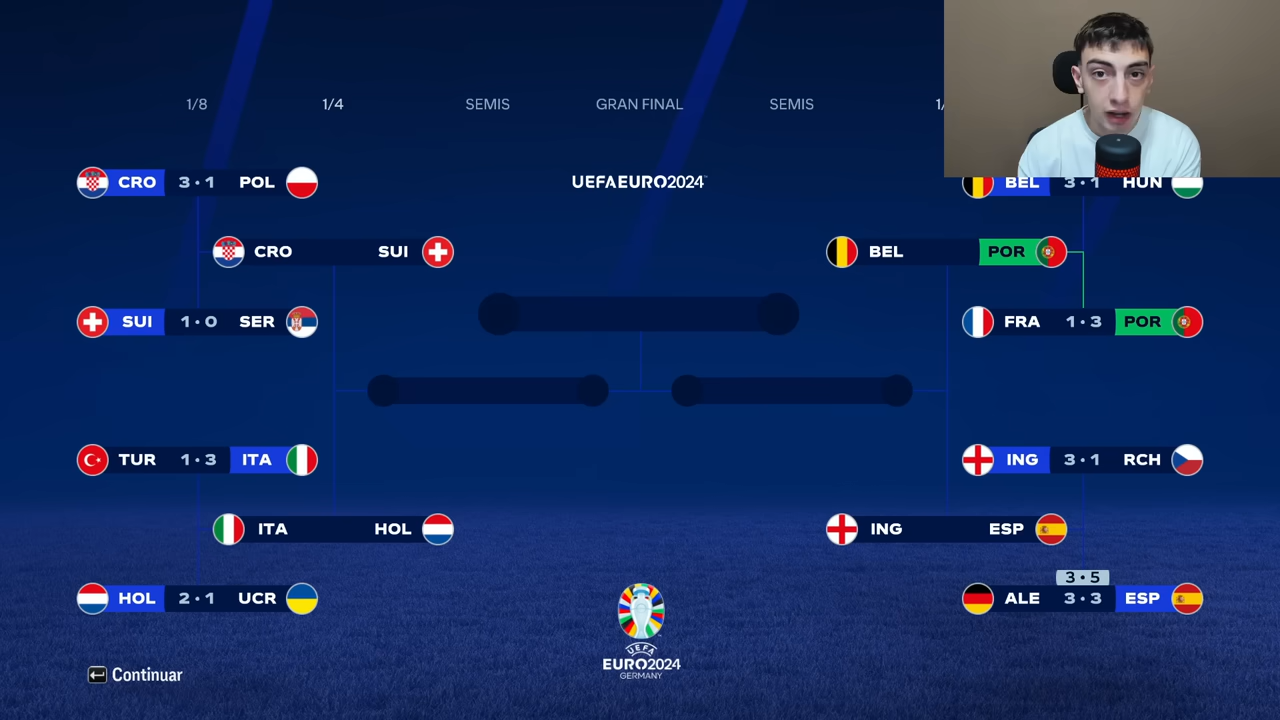 1/8 1/4 SEMIS GRAN FINAL SEMIS
CRO 3•1 POL
UEFAEURO2024™
BEL 3•1 HUN
CRO SUI
BEL POR
SUI 1•0 SER
FRA 1•3 POR
TUR 1•3 ITA
ING 3•1 RCH
ITA HOL
ING ESP
3•5
HOL 2•1 UCR
ALE 3•3 ESP
UEFA
EURO2024
GERMANY
Continuar